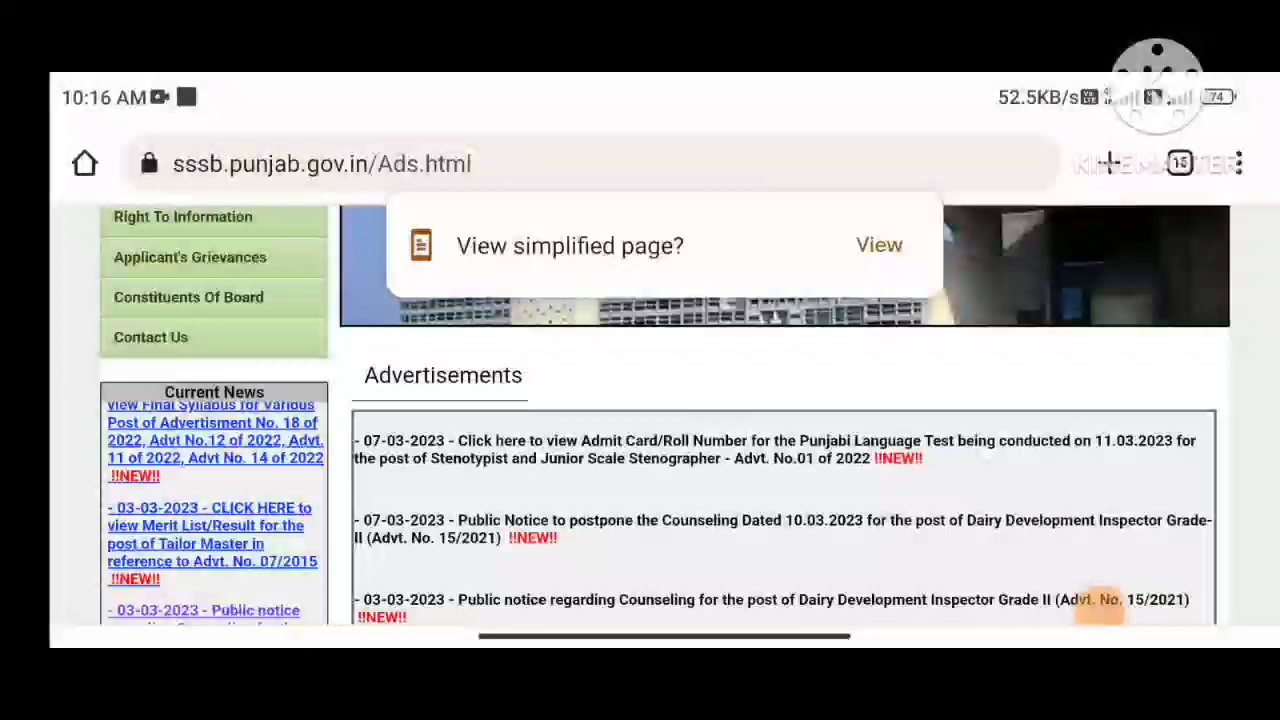 10:16 AM
52.5KB/s
74
sssb.punjab.gov.in/Ads.html
15
KINEMASTER
Right To Information
Applicant's Grievances
Constituents Of Board
Contact Us
View simplified page?
View
Current News
view Final Syllabus for Various
Post of Advertisment No. 18 of
2022, Advt No.12 of 2022, Advt.
11 of 2022, Advt No. 14 of 2022
!!NEW!!
- 03-03-2023 - CLICK HERE to
view Merit List/Result for the
post of Tailor Master in
reference to Advt. No. 07/2015
!!NEW!!
- 03-03-2023 - Public notice
Advertisements
- 07-03-2023 - Click here to view Admit Card/Roll Number for the Punjabi Language Test being conducted on 11.03.2023 for
the post of Stenotypist and Junior Scale Stenographer - Advt. No.01 of 2022 !!NEW!!
- 07-03-2023 - Public Notice to postpone the Counseling Dated 10.03.2023 for the post of Dairy Development Inspector Grade-
II (Advt. No. 15/2021) !!NEW!!
- 03-03-2023 - Public notice regarding Counseling for the post of Dairy Development Inspector Grade II (Advt. No. 15/2021)
!!NEW!!